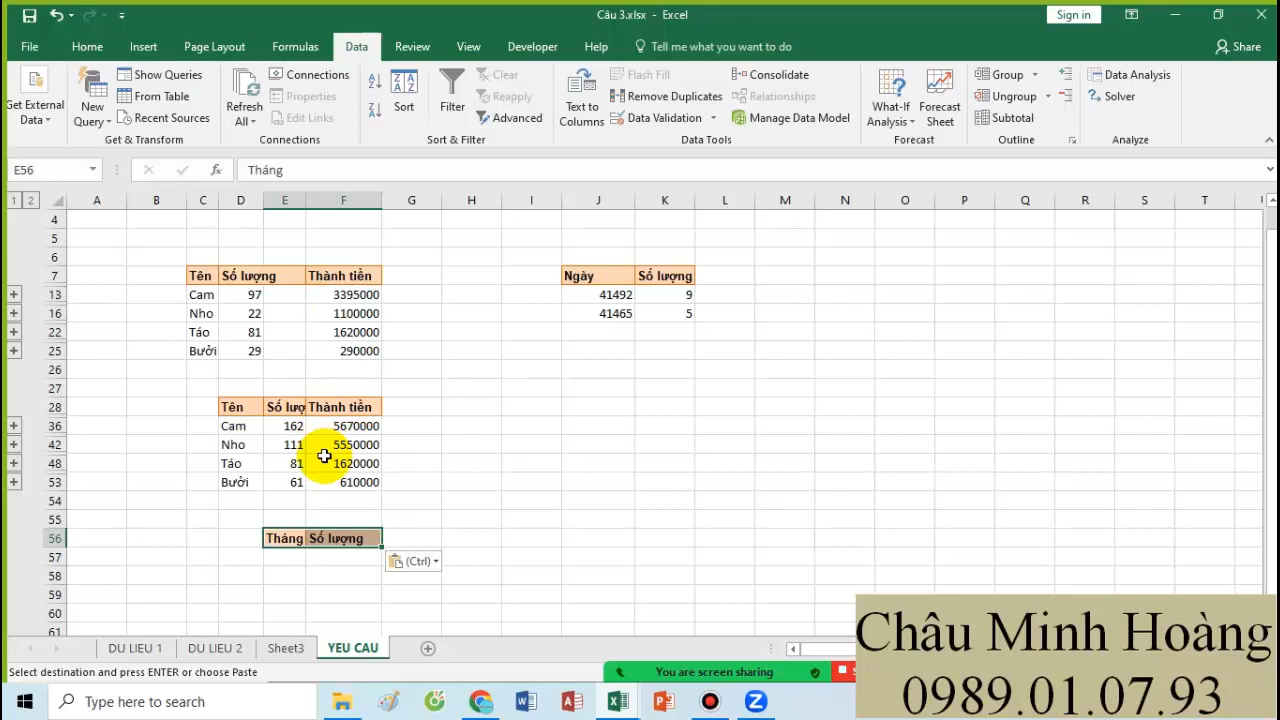 Câu 3.xlsx - Excel
Sign in
File Home Insert Page Layout Formulas Data Review View Developer Help Tell me what you want to do Share
Get External Data
New Query
Show Queries
From Table
Recent Sources
Get & Transform
Refresh All
Connections
Properties
Edit Links
Connections
Sort
Filter
Clear
Reapply
Advanced
Sort & Filter
Text to Columns
Flash Fill
Remove Duplicates
Data Validation
Consolidate
Relationships
Manage Data Model
Data Tools
What-If Analysis
Forecast Sheet
Forecast
Group
Ungroup
Subtotal
Outline
Data Analysis
Solver
Analyze
E56 fx Tháng
1 2 A B C D E F G H I J K L M N O P Q R S T
4
5
6
7 Tên Số lượng Thành tiền Ngày Số lượng
13 Cam 97 3395000 41492 9
16 Nho 22 1100000 41465 5
22 Táo 81 1620000
25 Bưởi 29 290000
26
27
28 Tên Số lượ Thành tiền
36 Cam 162 5670000
42 Nho 111 5550000
48 Táo 81 1620000
53 Bưởi 61 610000
54
55
56 Tháng Số lượng
57 (Ctrl)
58
59
60
61
DU LIEU 1 DU LIEU 2 Sheet3 YEU CAU
Select destination and press ENTER or choose Paste
You are screen sharing
Type here to search
Châu Minh Hoàng
0989.01.07.93